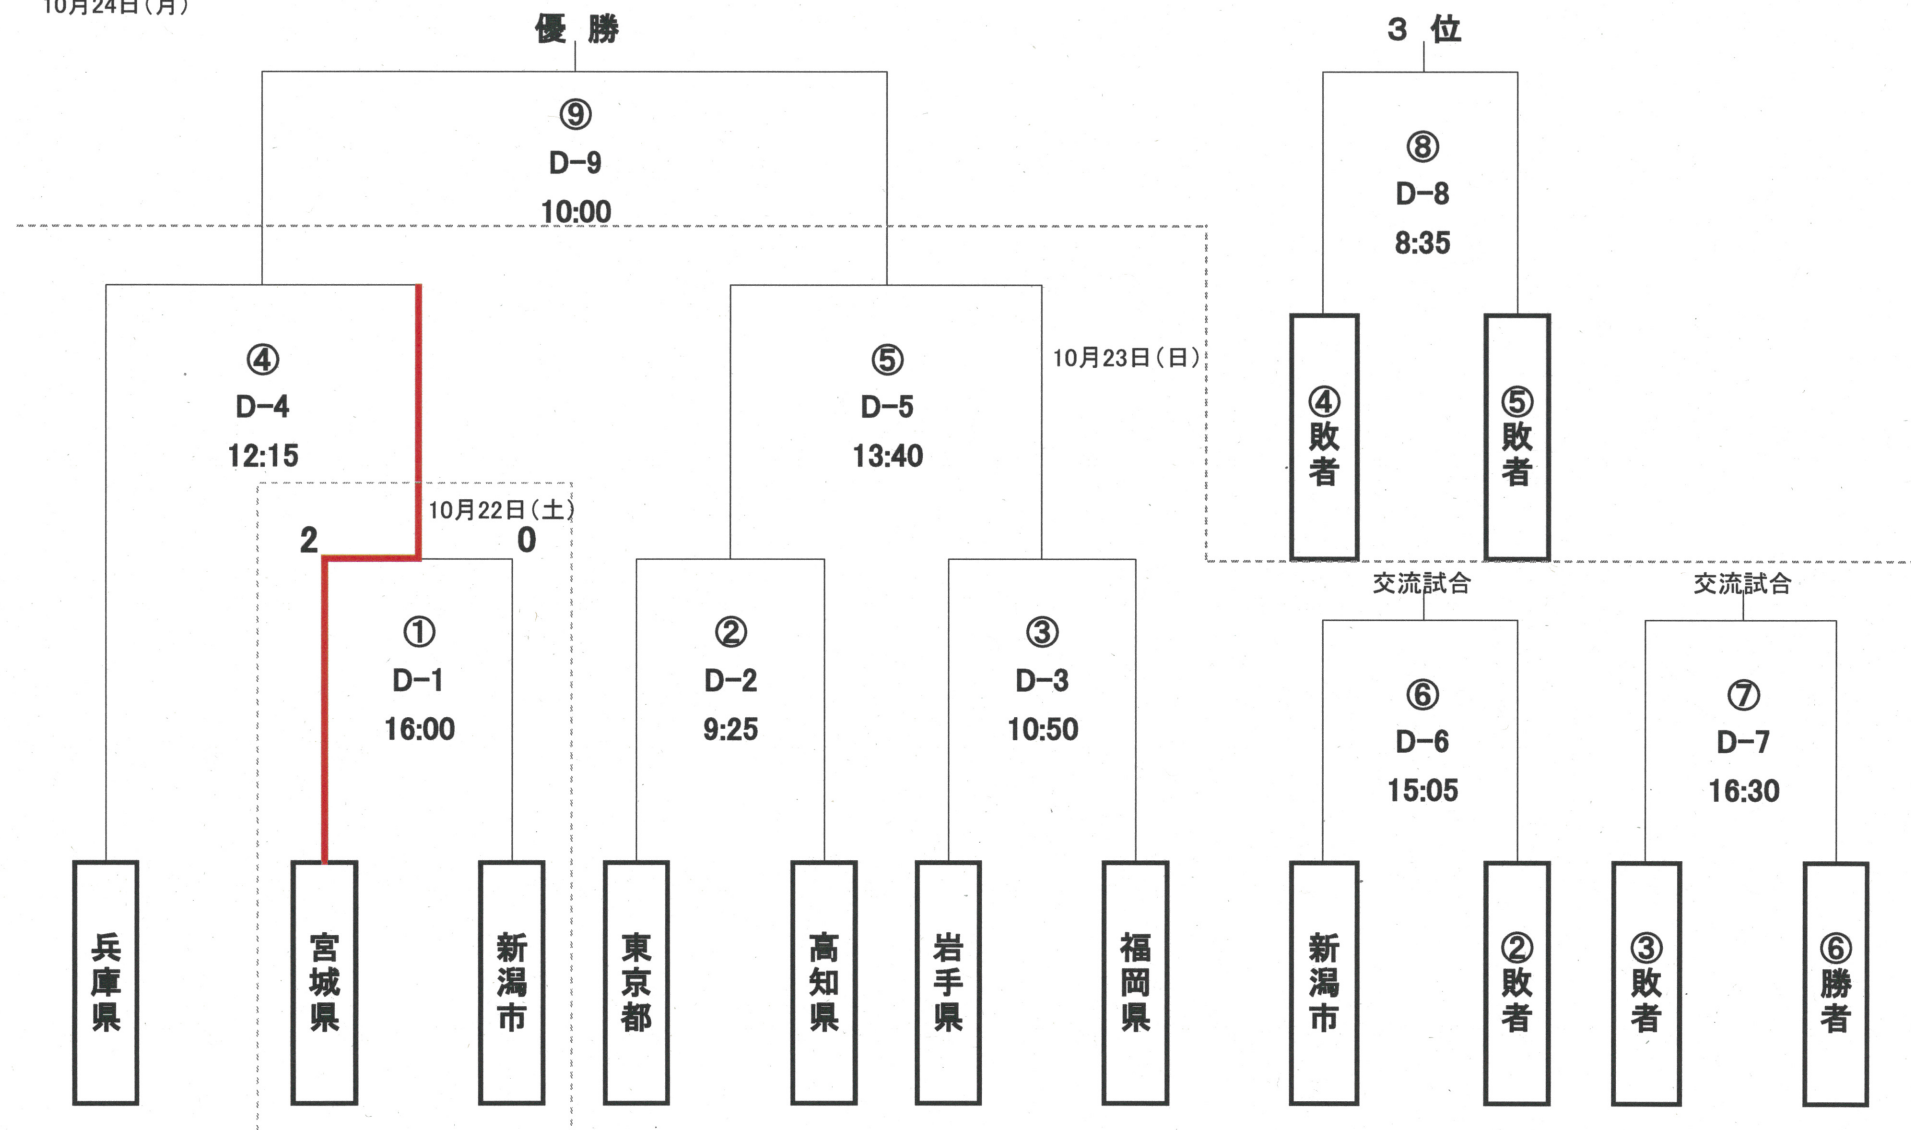 10月24日(月)
優 勝
3 位
⑨
D-9
10:00
⑧
D-8
8:35
④
D-4
12:15
⑤
D-5
13:40
10月23日(日)
④敗者
⑤敗者
10月22日(土)
2
0
交流試合
交流試合
①
D-1
16:00
②
D-2
9:25
③
D-3
10:50
⑥
D-6
15:05
⑦
D-7
16:30
兵庫県
宮城県
新潟市
東京都
高知県
岩手県
福岡県
新潟市
②敗者
③敗者
⑥勝者